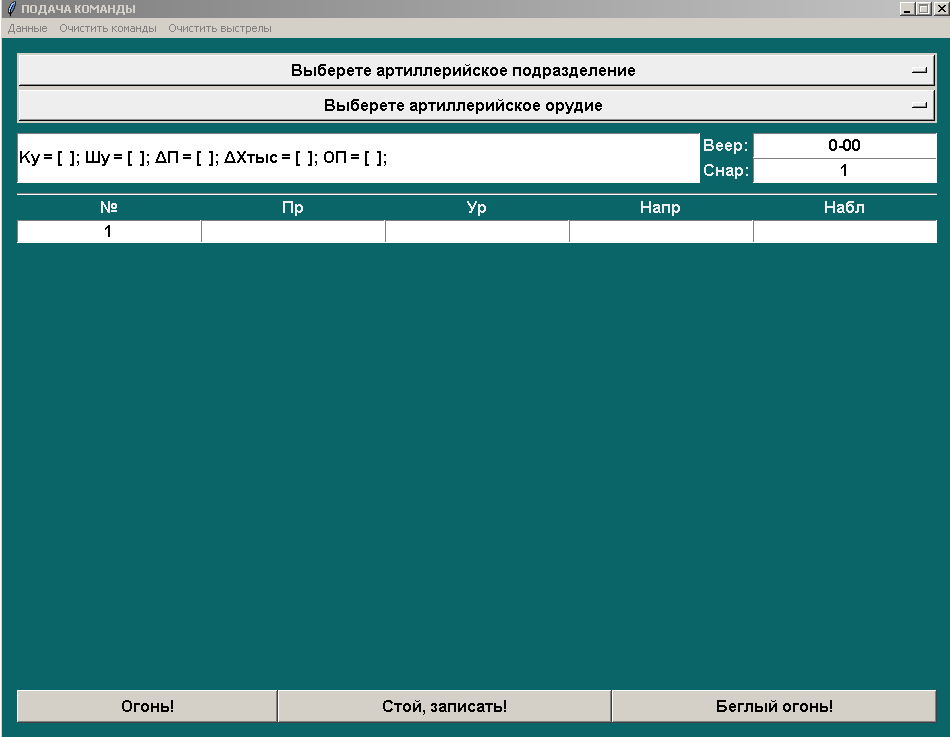 ПОДАЧА КОМАНДЫ
Данные Очистить команды Очистить выстрелы
Выберете артиллерийское подразделение
Выберете артиллерийское орудие
Ку = [ ]; Шу = [ ]; ΔП = [ ]; ΔХтыс = [ ]; ОП = [ ];
Веер: 0-00
Снар: 1
№ Пр Ур Напр Набл
1
Огонь! Стой, записать! Беглый огонь!